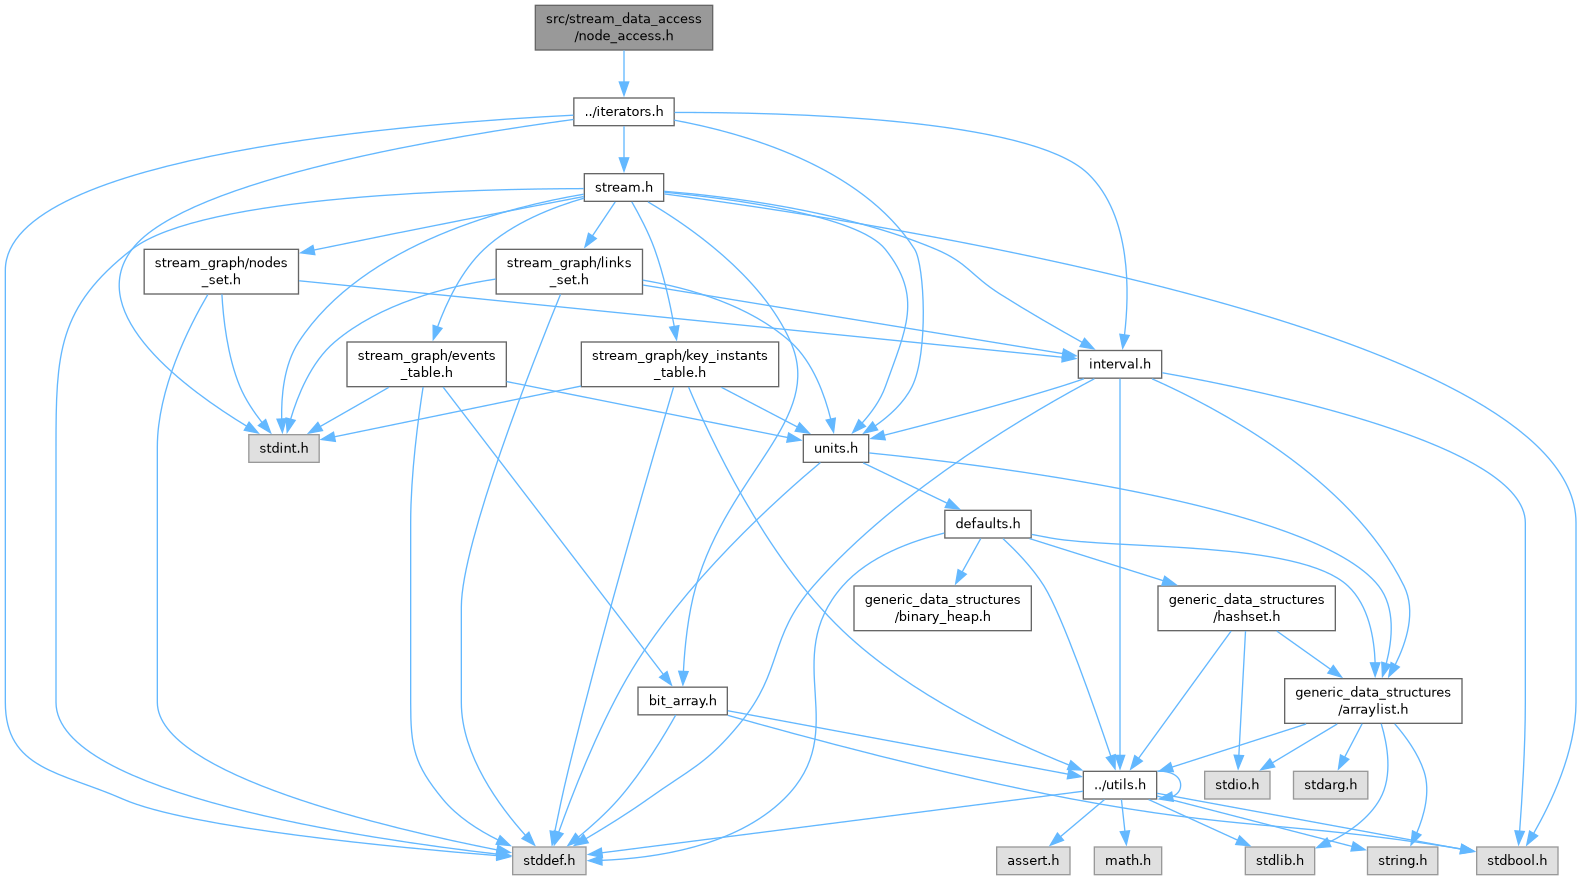 src/stream_data_access
/node_access.h
../iterators.h
stream.h
stream_graph/nodes
_set.h
stream_graph/links
_set.h
stream_graph/events
_table.h
stream_graph/key_instants
_table.h
interval.h
stdint.h
units.h
defaults.h
generic_data_structures
/binary_heap.h
generic_data_structures
/hashset.h
bit_array.h
generic_data_structures
/arraylist.h
../utils.h
stdio.h
stdarg.h
stddef.h
assert.h
math.h
stdlib.h
string.h
stdbool.h